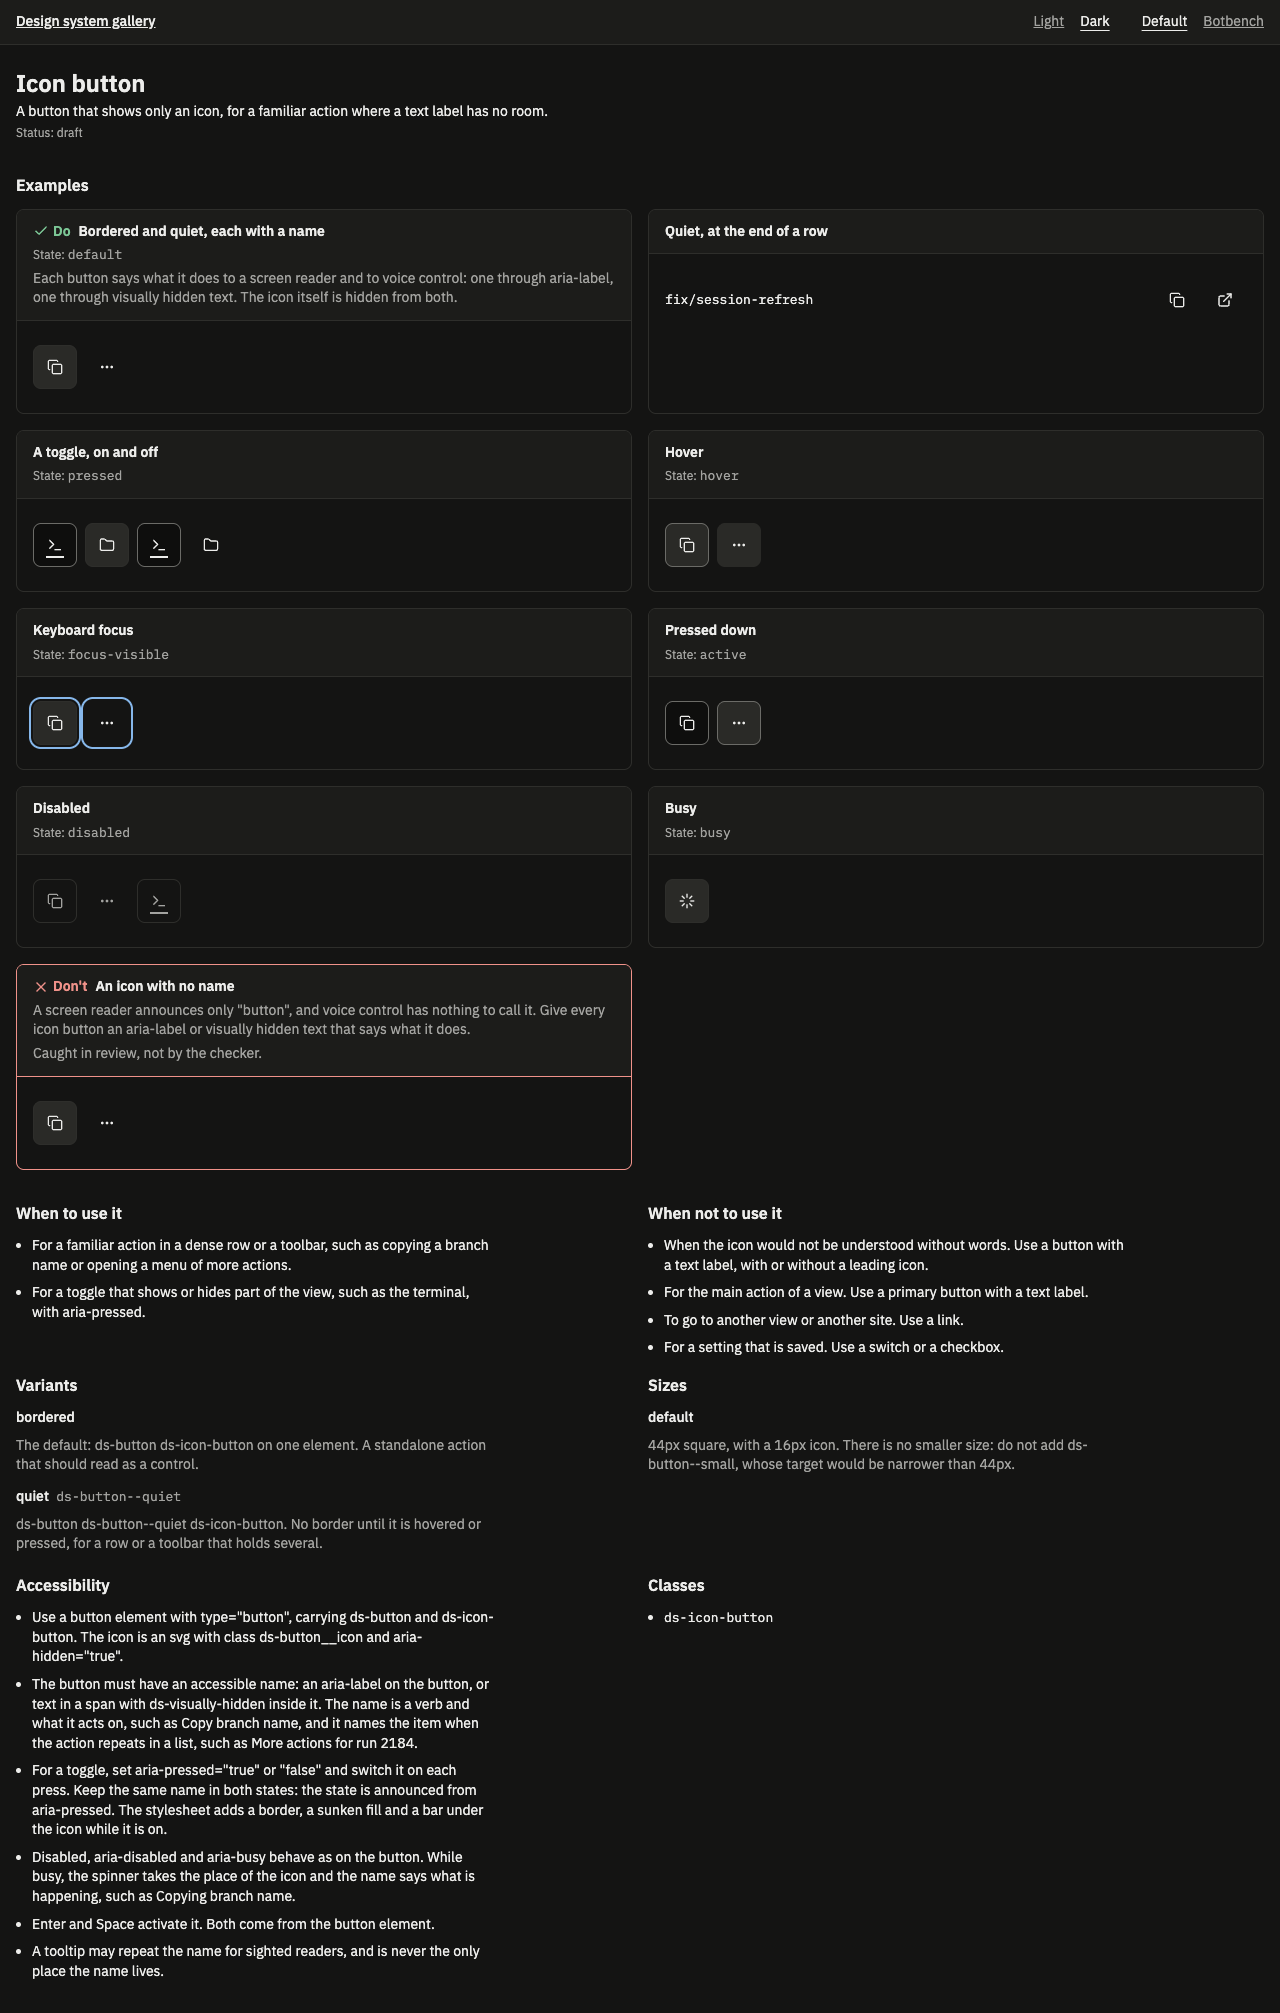 Design system gallery
Light Dark Default Botbench
Icon button
A button that shows only an icon, for a familiar action where a text label has no room.
Status: draft
Examples
Do Bordered and quiet, each with a name
State: default
Each button says what it does to a screen reader and to voice control: one through aria-label,
one through visually hidden text. The icon itself is hidden from both.
Quiet, at the end of a row
fix/session-refresh
A toggle, on and off
State: pressed
Hover
State: hover
Keyboard focus
State: focus-visible
Pressed down
State: active
Disabled
State: disabled
Busy
State: busy
Don't An icon with no name
A screen reader announces only "button", and voice control has nothing to call it. Give every
icon button an aria-label or visually hidden text that says what it does.
Caught in review, not by the checker.
When to use it
• For a familiar action in a dense row or a toolbar, such as copying a branch
name or opening a menu of more actions.
• For a toggle that shows or hides part of the view, such as the terminal,
with aria-pressed.
When not to use it
• When the icon would not be understood without words. Use a button with
a text label, with or without a leading icon.
• For the main action of a view. Use a primary button with a text label.
• To go to another view or another site. Use a link.
• For a setting that is saved. Use a switch or a checkbox.
Variants
bordered
The default: ds-button ds-icon-button on one element. A standalone action
that should read as a control.
quiet ds-button--quiet
ds-button ds-button--quiet ds-icon-button. No border until it is hovered or
pressed, for a row or a toolbar that holds several.
Sizes
default
44px square, with a 16px icon. There is no smaller size: do not add ds-
button--small, whose target would be narrower than 44px.
Accessibility
• Use a button element with type="button", carrying ds-button and ds-icon-
button. The icon is an svg with class ds-button__icon and aria-
hidden="true".
• The button must have an accessible name: an aria-label on the button, or
text in a span with ds-visually-hidden inside it. The name is a verb and
what it acts on, such as Copy branch name, and it names the item when
the action repeats in a list, such as More actions for run 2184.
• For a toggle, set aria-pressed="true" or "false" and switch it on each
press. Keep the same name in both states: the state is announced from
aria-pressed. The stylesheet adds a border, a sunken fill and a bar under
the icon while it is on.
• Disabled, aria-disabled and aria-busy behave as on the button. While
busy, the spinner takes the place of the icon and the name says what is
happening, such as Copying branch name.
• Enter and Space activate it. Both come from the button element.
• A tooltip may repeat the name for sighted readers, and is never the only
place the name lives.
Classes
• ds-icon-button